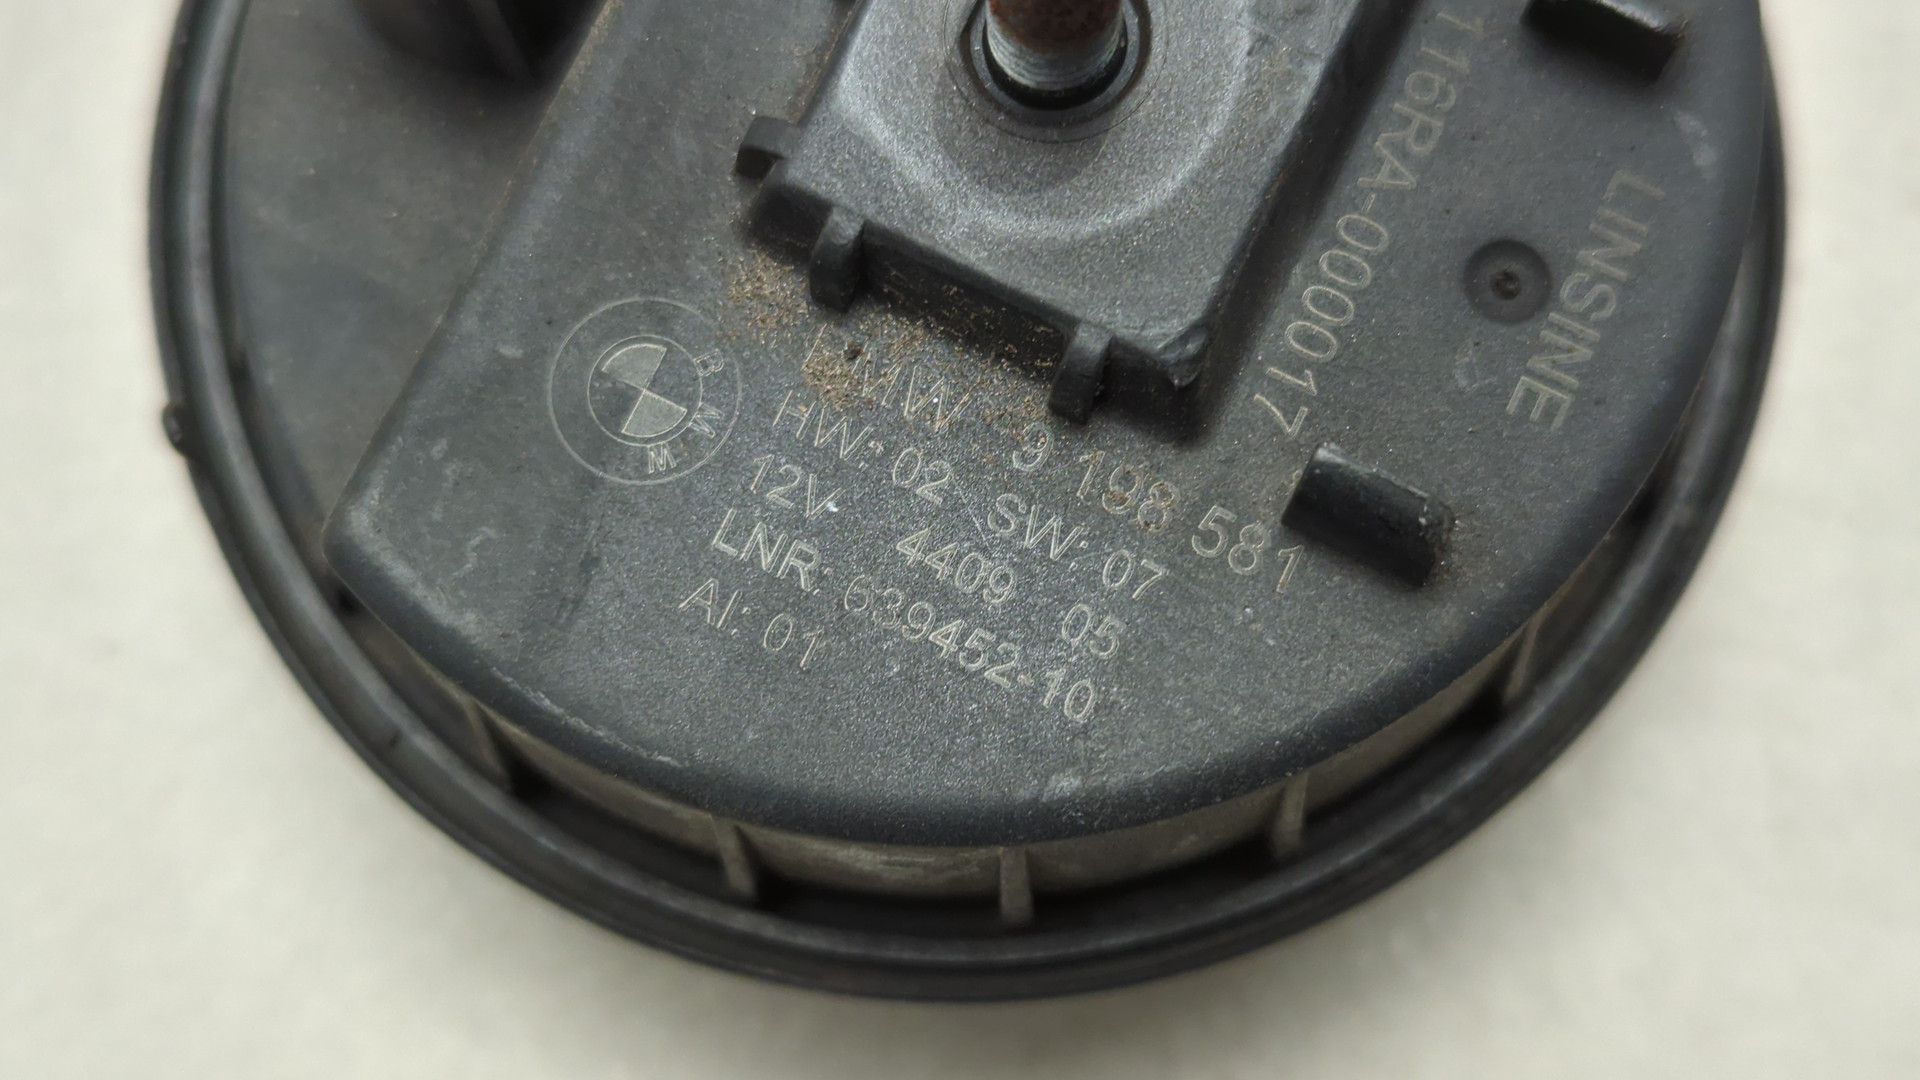 116RA-000017
LINSINE
BMW
BMW 9 198 581
HW: 02 SW: 07
12V 4409 05
LNR: 639452-10
AI: 01